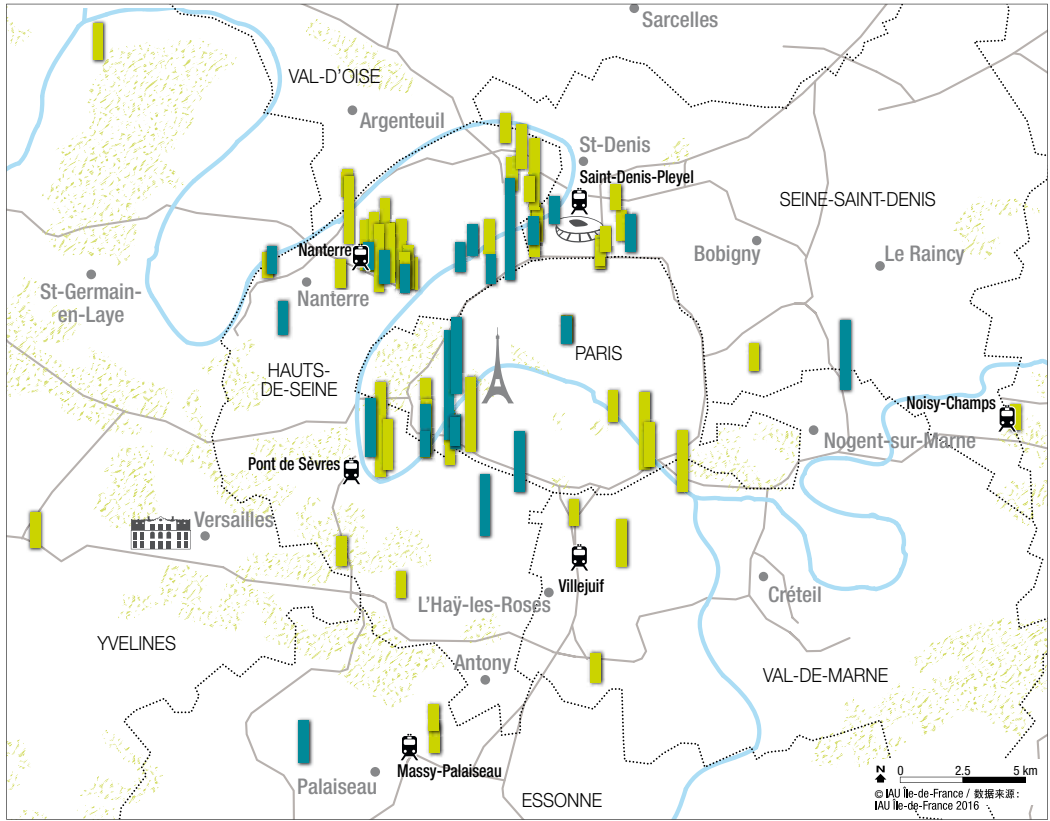 Sarcelles
VAL-D'OISE
Argenteuil
St-Denis
Saint-Denis-Pleyel
SEINE-SAINT-DENIS
Bobigny
Le Raincy
Nanterre
Nanterre
St-Germain-
en-Laye
HAUTS-
DE-SEINE
PARIS
Noisy-Champs
Nogent-sur-Marne
Pont de Sèvres
Versailles
Villejuif
L'Haÿ-les-Roses
Créteil
YVELINES
Antony
VAL-DE-MARNE
Massy-Palaiseau
Palaiseau
ESSONNE
N
0 2.5 5 km
© IAU Île-de-France / 数据来源:
IAU Île-de-France 2016